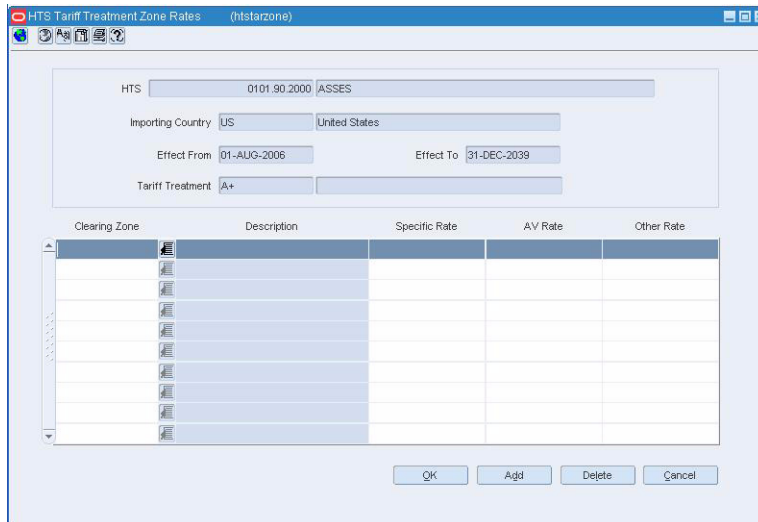 HTS Tariff Treatment Zone Rates (htstarzone)
HTS 0101.90.2000 ASSES
Importing Country US United States
Effect From 01-AUG-2006 Effect To 31-DEC-2039
Tariff Treatment A+
Clearing Zone Description Specific Rate AV Rate Other Rate
OK Add Delete Cancel